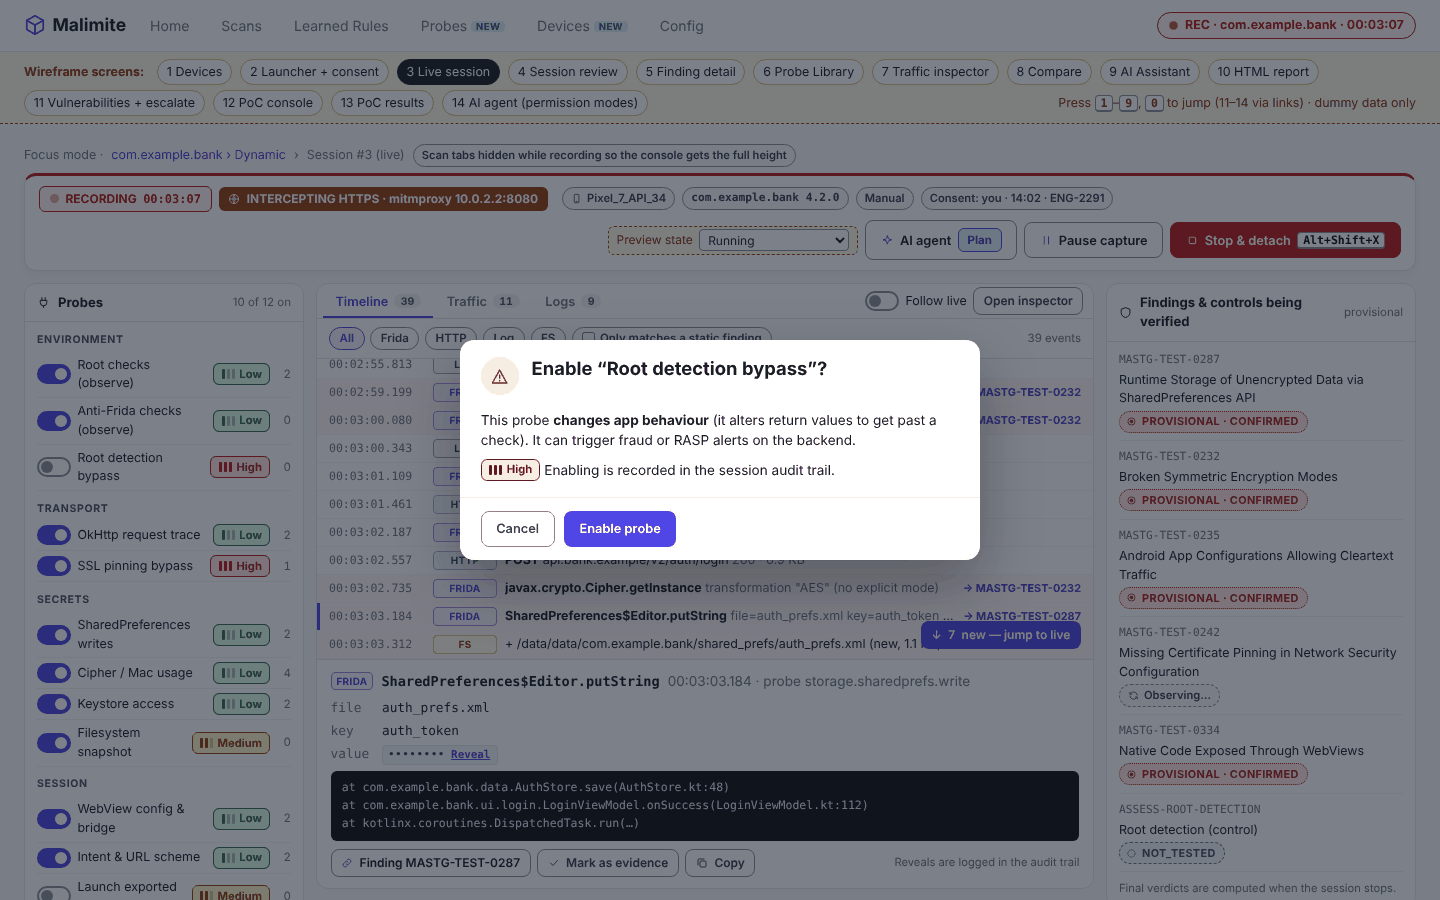 Malimite
Home
Scans
Learned Rules
Probes NEW
Devices NEW
Config
REC · com.example.bank · 00:03:07
Wireframe screens:
1 Devices
2 Launcher + consent
3 Live session
4 Session review
5 Finding detail
6 Probe Library
7 Traffic inspector
8 Compare
9 AI Assistant
10 HTML report
11 Vulnerabilities + escalate
12 PoC console
13 PoC results
14 AI agent (permission modes)
Press 1–9, 0 to jump (11–14 via links) · dummy data only
Focus mode · com.example.bank › Dynamic › Session #3 (live)
Scan tabs hidden while recording so the console gets the full height
RECORDING 00:03:07
INTERCEPTING HTTPS · mitmproxy 10.0.2.2:8080
Pixel_7_API_34
com.example.bank 4.2.0
Manual
Consent: you · 14:02 · ENG-2291
Preview state Running
AI agent Plan
Pause capture
Stop & detach Alt+Shift+X
Probes
10 of 12 on
ENVIRONMENT
Root checks (observe) Low 2
Anti-Frida checks (observe) Low 0
Root detection bypass High 0
TRANSPORT
OkHttp request trace Low 2
SSL pinning bypass High 1
SECRETS
SharedPreferences writes Low 2
Cipher / Mac usage Low 4
Keystore access Low 2
Filesystem snapshot Medium 0
SESSION
WebView config & bridge Low 2
Intent & URL scheme Low 2
Launch exported Medium 0
Timeline 39
Traffic 11
Logs 9
Follow live
Open inspector
All
Frida
HTTP
Log
FS
Only matches a static finding
39 events
00:02:55.813
00:02:59.199 → MASTG-TEST-0232
00:03:00.080 → MASTG-TEST-0232
00:03:00.343
00:03:01.109
00:03:01.461
00:03:02.187
00:03:02.557 HTTP POST api.bank.example/v2/auth/login
00:03:02.735 FRIDA javax.crypto.Cipher.getInstance transformation "AES" (no explicit mode) → MASTG-TEST-0232
00:03:03.184 FRIDA SharedPreferences$Editor.putString file=auth_prefs.xml key=auth_token … → MASTG-TEST-0287
00:03:03.312 FS + /data/data/com.example.bank/shared_prefs/auth_prefs.xml (new, 1.1
↓ 7 new — jump to live
Enable “Root detection bypass”?
This probe changes app behaviour (it alters return values to get past a
check). It can trigger fraud or RASP alerts on the backend.
High Enabling is recorded in the session audit trail.
Cancel
Enable probe
FRIDA SharedPreferences$Editor.putString 00:03:03.184 · probe storage.sharedprefs.write
file auth_prefs.xml
key auth_token
value •••••••• Reveal
at com.example.bank.data.AuthStore.save(AuthStore.kt:48)
at com.example.bank.ui.login.LoginViewModel.onSuccess(LoginViewModel.kt:112)
at kotlinx.coroutines.DispatchedTask.run(…)
Finding MASTG-TEST-0287
Mark as evidence
Copy
Reveals are logged in the audit trail
Findings & controls being
verified
provisional
MASTG-TEST-0287
Runtime Storage of Unencrypted Data via
SharedPreferences API
PROVISIONAL · CONFIRMED
MASTG-TEST-0232
Broken Symmetric Encryption Modes
PROVISIONAL · CONFIRMED
MASTG-TEST-0235
Android App Configurations Allowing Cleartext
Traffic
PROVISIONAL · CONFIRMED
MASTG-TEST-0242
Missing Certificate Pinning in Network Security
Configuration
Observing…
MASTG-TEST-0334
Native Code Exposed Through WebViews
PROVISIONAL · CONFIRMED
ASSESS-ROOT-DETECTION
Root detection (control)
NOT_TESTED
Final verdicts are computed when the session stops.